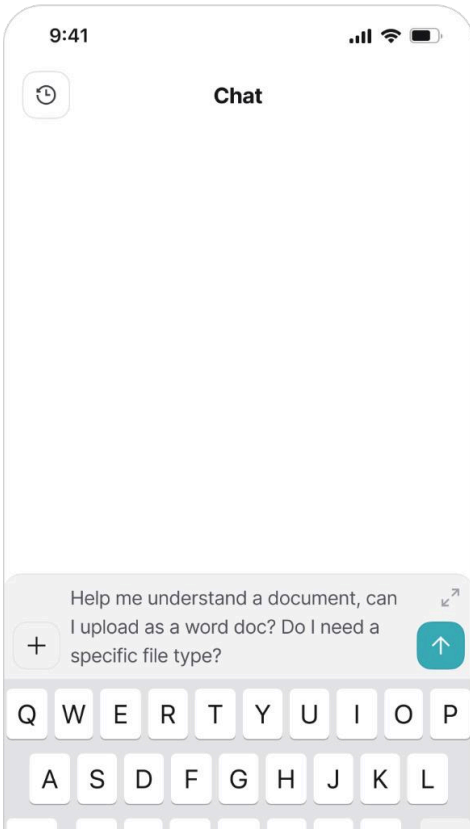 9:41
Chat
Help me understand a document, can
I upload as a word doc? Do I need a
specific file type?
Q W E R T Y U I O P
A S D F G H J K L